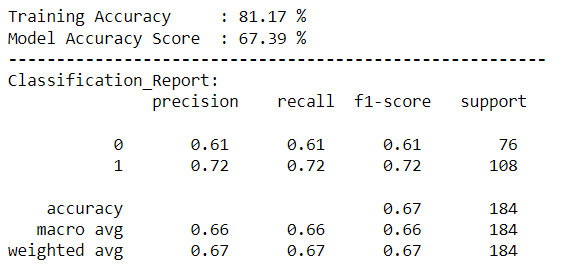 Training Accuracy : 81.17 %
Model Accuracy Score : 67.39 %
--------------------------------------------------------
Classification_Report:
precision recall f1-score support
0 0.61 0.61 0.61 76
1 0.72 0.72 0.72 108
accuracy 0.67 184
macro avg 0.66 0.66 0.66 184
weighted avg 0.67 0.67 0.67 184